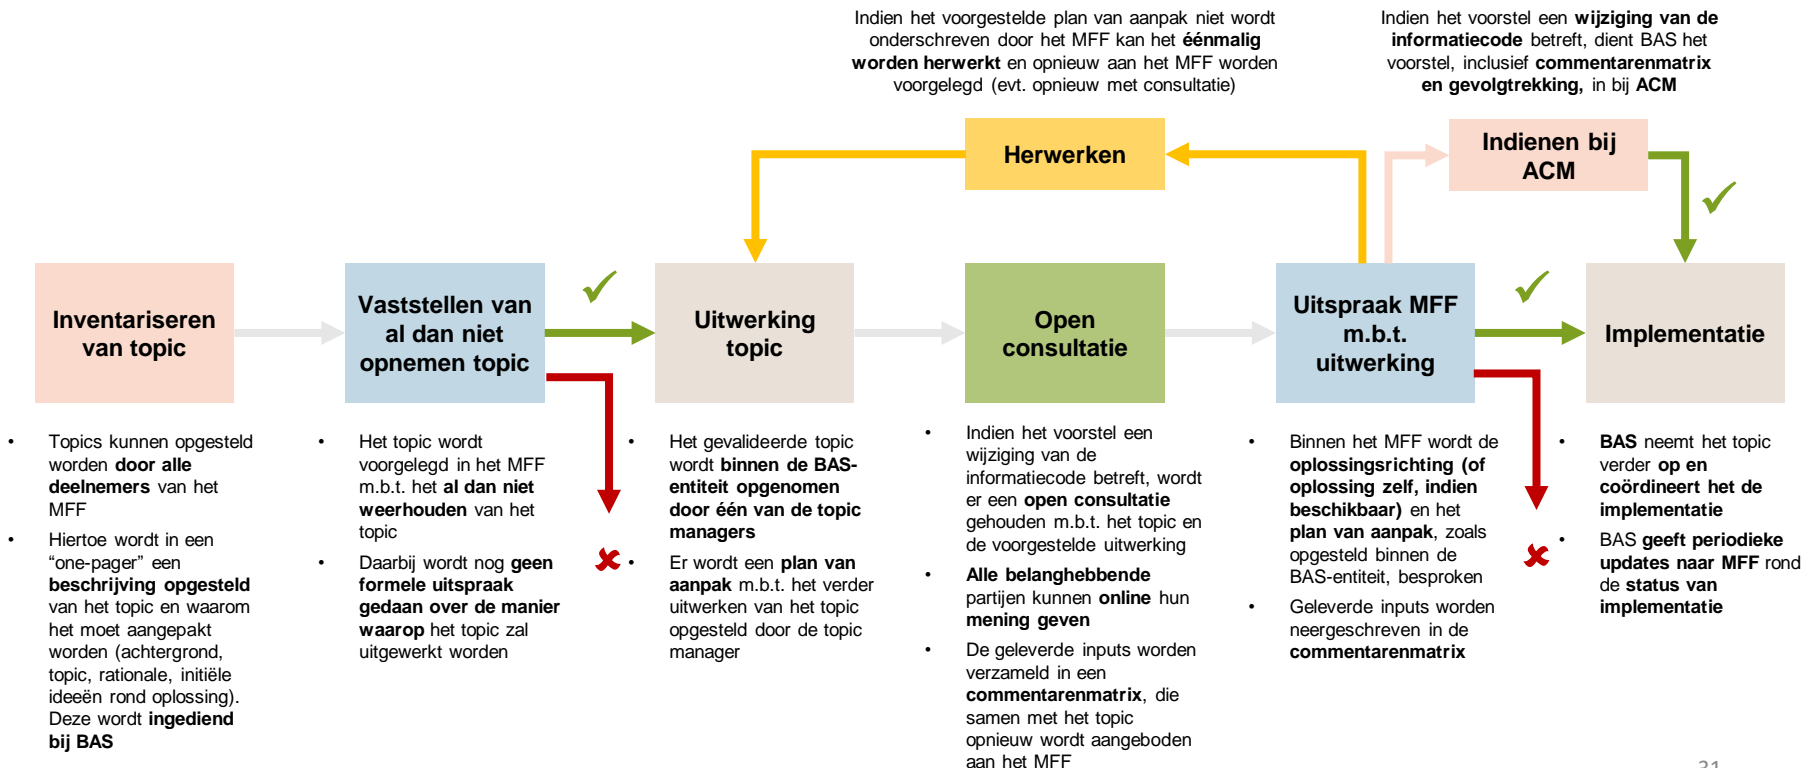 Indien het voorgestelde plan van aanpak niet wordt
onderschreven door het MFF kan het éénmalig
worden herwerkt en opnieuw aan het MFF worden
voorgelegd (evt. opnieuw met consultatie)
Indien het voorstel een wijziging van de
informatiecode betreft, dient BAS het
voorstel, inclusief commentarenmatrix
en gevolgtrekking, in bij ACM
Herwerken
Indienen bij
ACM
Inventariseren
van topic
Vaststellen van
al dan niet
opnemen topic
Uitwerking
topic
Open
consultatie
Uitspraak MFF
m.b.t.
uitwerking
Implementatie
• Topics kunnen opgesteld
worden door alle
deelnemers van het
MFF
• Hiertoe wordt in een
“one-pager” een
beschrijving opgesteld
van het topic en waarom
het moet aangepakt
worden (achtergrond,
topic, rationale, initiële
ideeën rond oplossing).
Deze wordt ingediend
bij BAS
• Het topic wordt
voorgelegd in het MFF
m.b.t. het al dan niet
weerhouden van het
topic
• Daarbij wordt nog geen
formele uitspraak
gedaan over de manier
waarop het topic zal
uitgewerkt worden
• Het gevalideerde topic
wordt binnen de BAS-
entiteit opgenomen
door één van de topic
managers
• Er wordt een plan van
aanpak m.b.t. het verder
uitwerken van het topic
opgesteld door de topic
manager
• Indien het voorstel een
wijziging van de
informatiecode betreft, wordt
er een open consultatie
gehouden m.b.t. het topic en
de voorgestelde uitwerking
• Alle belanghebbende
partijen kunnen online hun
mening geven
• De geleverde inputs worden
verzameld in een
commentarenmatrix, die
samen met het topic
opnieuw wordt aangeboden
aan het MFF
• Binnen het MFF wordt de
oplossingsrichting (of
oplossing zelf, indien
beschikbaar) en het
plan van aanpak, zoals
opgesteld binnen de
BAS-entiteit, besproken
• Geleverde inputs worden
neergeschreven in de
commentarenmatrix
• BAS neemt het topic
verder op en
coördineert het de
implementatie
• BAS geeft periodieke
updates naar MFF rond
de status van
implementatie
31